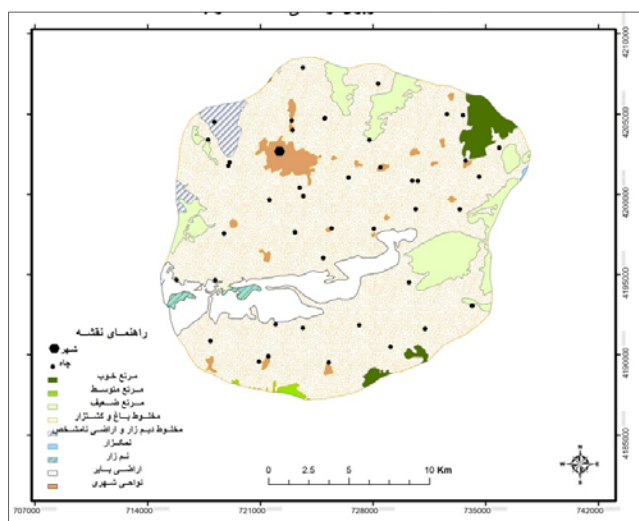 راهنمای نقشه
شهر
چاه
مرتع خوب
مرتع متوسط
مرتع ضعیف
مخلوط باغ و کشتزار
مخلوط دیم زار و اراضی نامشخص
نمکزار
نم زار
اراضی بایر
نواحی شهری
0 2.5 5 10 Km
N
W E
S
4210000
4205000
4200000
4195000
4190000
4185000
707000 714000 721000 728000 735000 742000